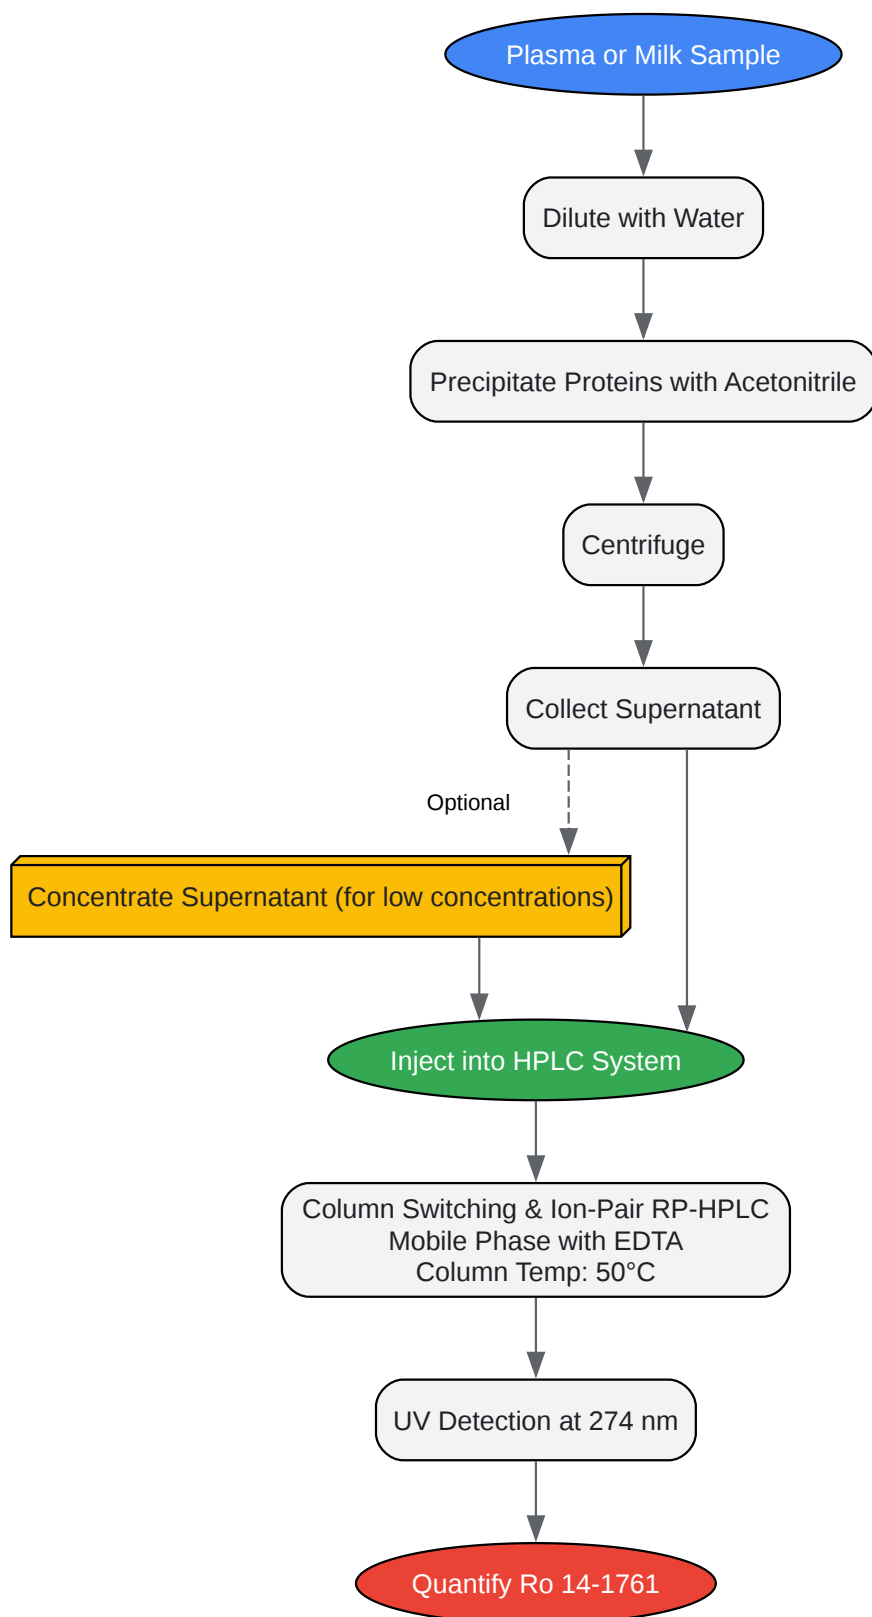 Plasma or Milk Sample
Dilute with Water
Precipitate Proteins with Acetonitrile
Centrifuge
Collect Supernatant
Optional
Concentrate Supernatant (for low concentrations)
Inject into HPLC System
Column Switching & Ion-Pair RP-HPLC
Mobile Phase with EDTA
Column Temp: 50°C
UV Detection at 274 nm
Quantify Ro 14-1761